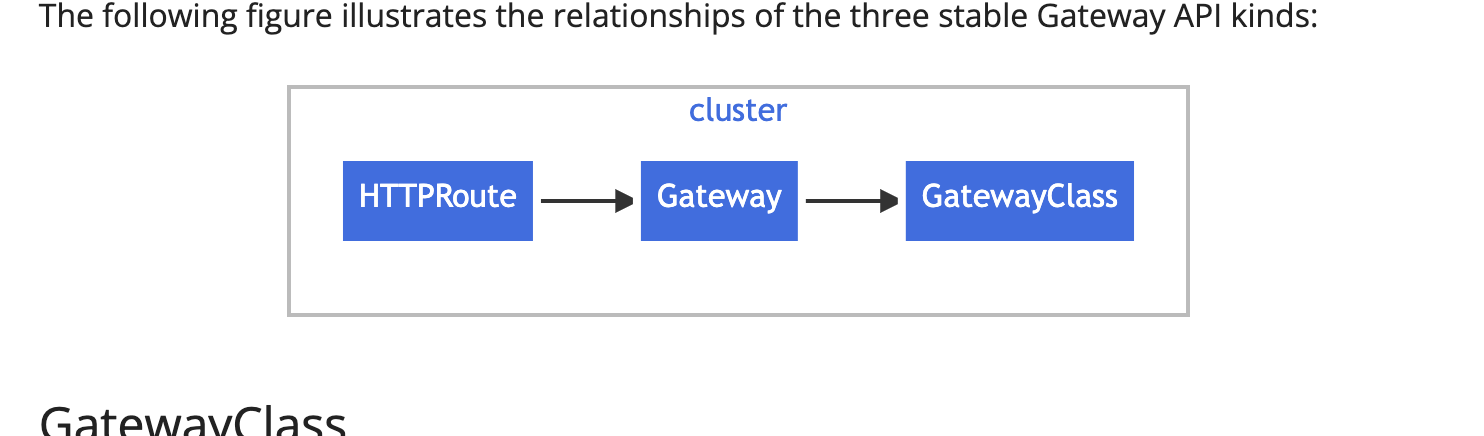 The following figure illustrates the relationships of the three stable Gateway API kinds:
cluster
HTTPRoute
Gateway
GatewayClass
GatewayClass